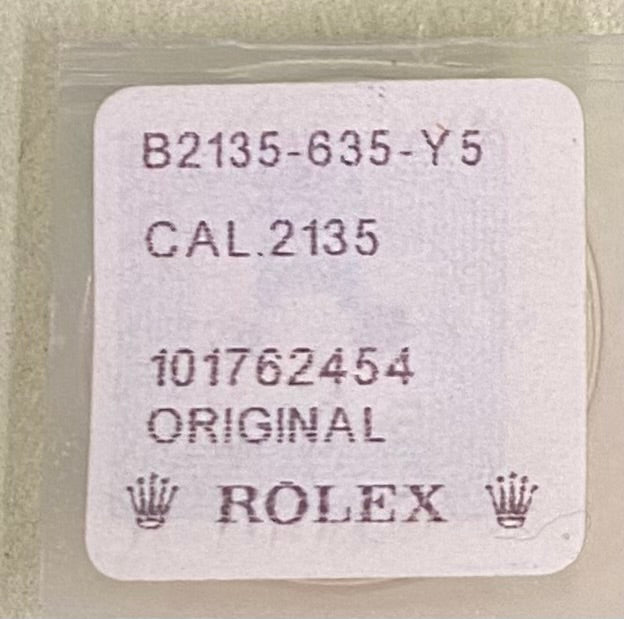 B2135-635-Y5
CAL.2135
101762454
ORIGINAL
ROLEX